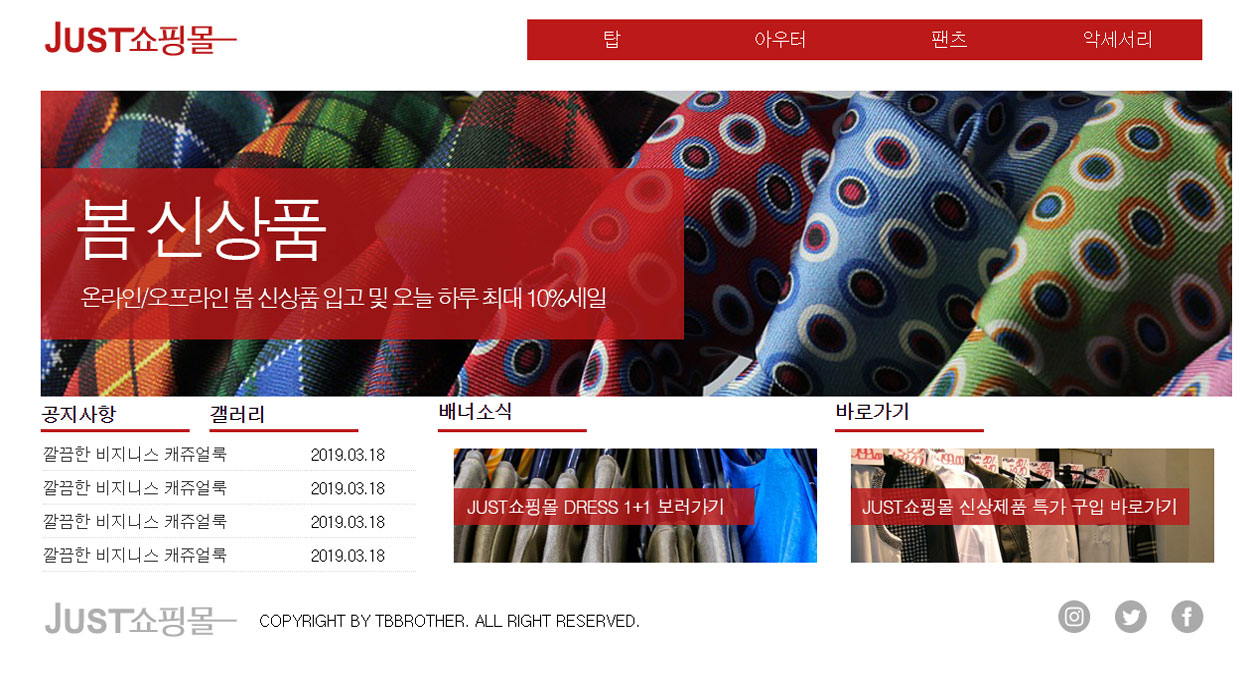 JUST쇼핑몰
탑 아우터 팬츠 악세서리
봄 신상품
온라인/오프라인 봄 신상품 입고 및 오늘 하루 최대 10%세일
공지사항 갤러리 배너소식 바로가기
깔끔한 비지니스 캐쥬얼룩 2019.03.18
깔끔한 비지니스 캐쥬얼룩 2019.03.18
깔끔한 비지니스 캐쥬얼룩 2019.03.18
깔끔한 비지니스 캐쥬얼룩 2019.03.18
JUST쇼핑몰 DRESS 1+1 보러가기
JUST쇼핑몰 신상제품 특가 구입 바로가기
JUST쇼핑몰 COPYRIGHT BY TBBROTHER. ALL RIGHT RESERVED.